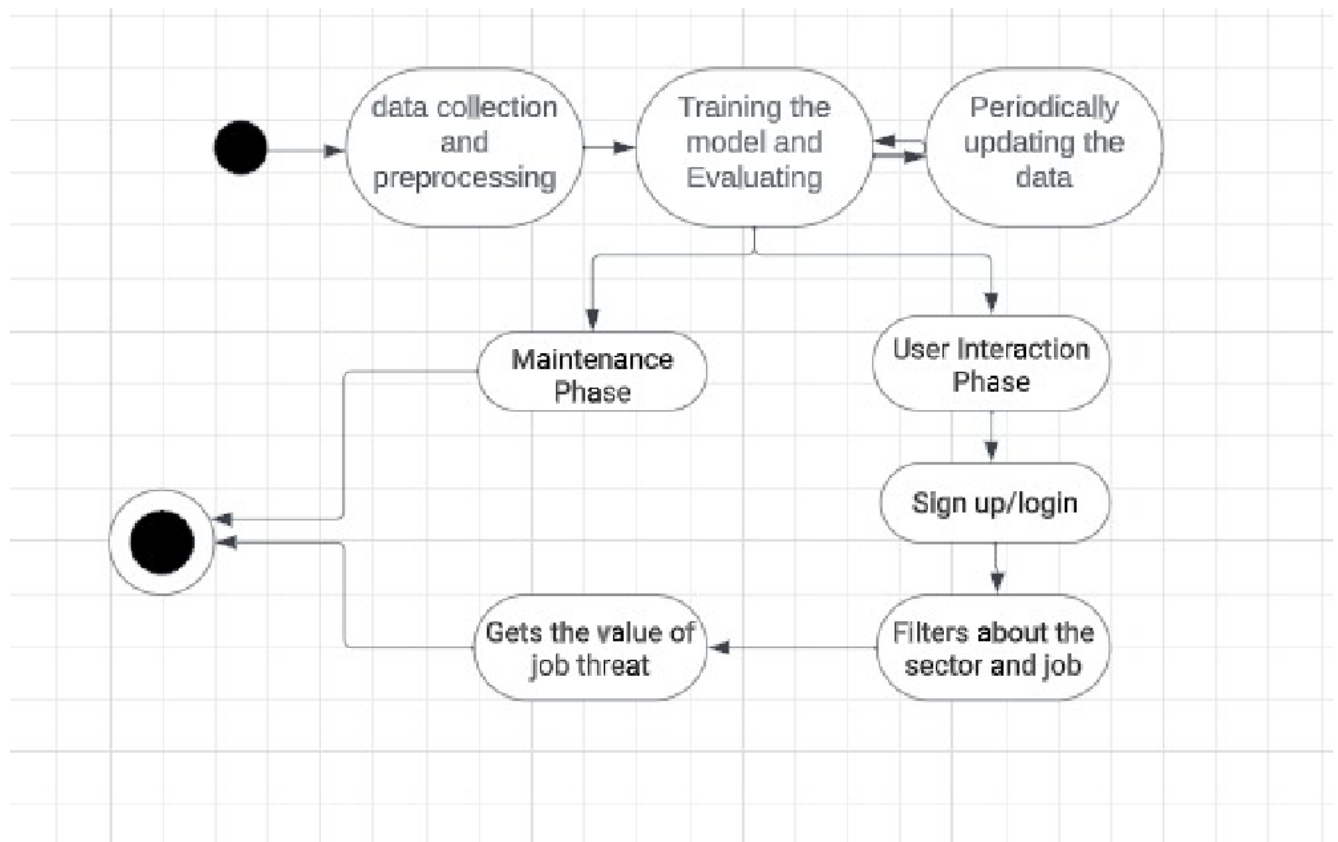 data collection
and
preprocessing
Training the
model and
Evaluating
Periodically
updating the
data
Maintenance
Phase
User Interaction
Phase
Sign up/login
Filters about the
sector and job
Gets the value of
job threat